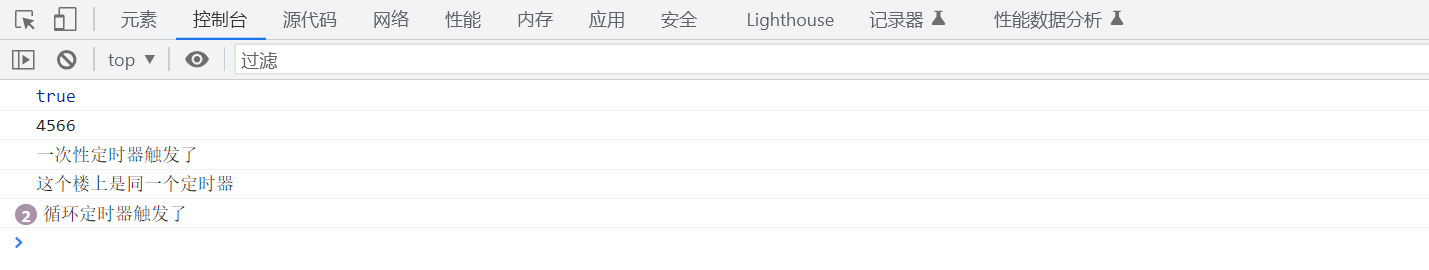 元素 控制台 源代码 网络 性能 内存 应用 安全 Lighthouse 记录器 性能数据分析
top ▼ 过滤
true
4566
一次性定时器触发了
这个楼上是同一个定时器
2 循环定时器触发了
>